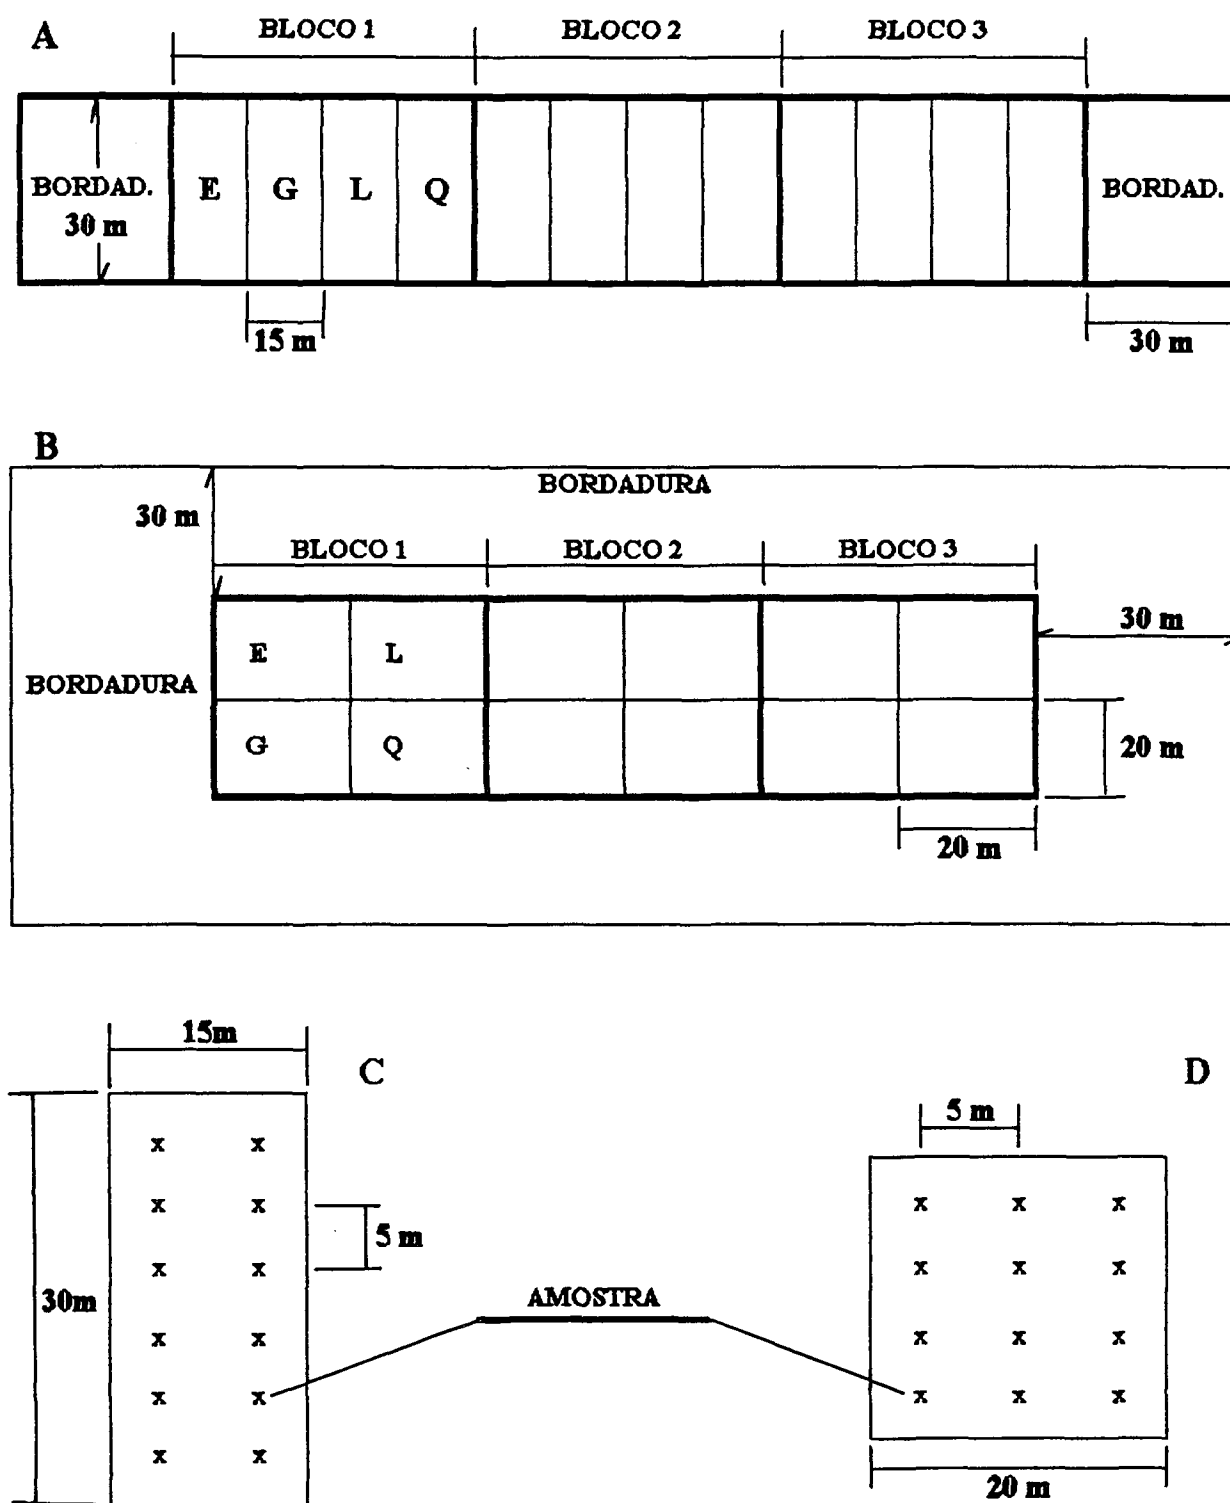 A
BLOCO 1
BLOCO 2
BLOCO 3
BORDAD.
30 m
E
G
L
Q
BORDAD.
15 m
30 m
B
BORDADURA
30 m
BLOCO 1
BLOCO 2
BLOCO 3
E
L
30 m
BORDADURA
G
Q
20 m
20 m
15m
C
D
5 m
x x
x x x
x x
x x x
5 m
x x
x x x
30m
AMOSTRA
x x
x x x
x x
x x
20 m